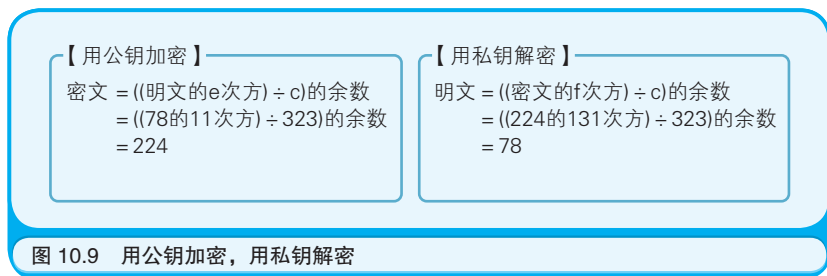 【用公钥加密】
密文=((明文的e次方)÷c)的余数
=((78的11次方)÷323)的余数
=224
【用私钥解密】
明文=((密文的f次方)÷c)的余数
=((224的131次方)÷323)的余数
=78
图 10.9 用公钥加密，用私钥解密